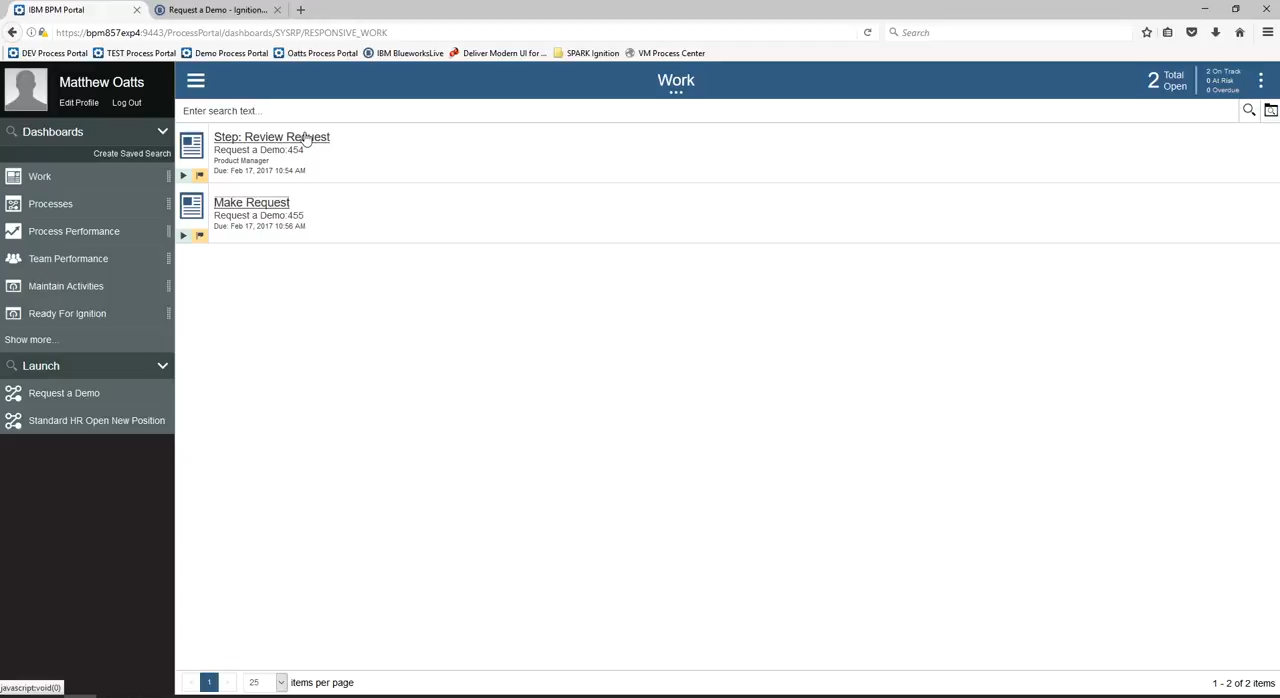 IBM BPM Portal
Request a Demo - Ignition...
https://bpm857exp4:9443/ProcessPortal/dashboards/SYSRP/RESPONSIVE_WORK
Search
DEV Process Portal TEST Process Portal Demo Process Portal Oatts Process Portal IBM BlueworksLive Deliver Modern UI for ... SPARK Ignition VM Process Center
Matthew Oatts
Edit Profile Log Out
Work
2 Total Open
2 On Track
0 At Risk
0 Overdue
Enter search text...
Dashboards
Create Saved Search
Work
Processes
Process Performance
Team Performance
Maintain Activities
Ready For Ignition
Show more...
Launch
Request a Demo
Standard HR Open New Position
Step: Review Request
Request a Demo:454
Product Manager
Due: Feb 17, 2017 10:54 AM
Make Request
Request a Demo:455
Due: Feb 17, 2017 10:56 AM
1
25 items per page
1 - 2 of 2 items
javascript:void(0)